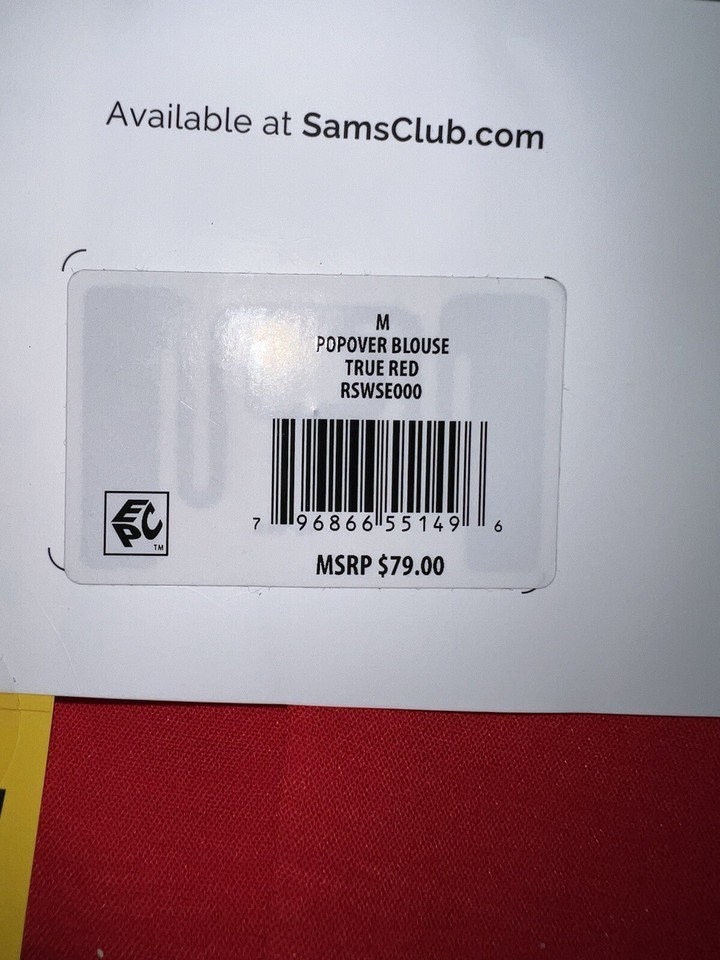 Available at SamsClub.com
M
POPOVER BLOUSE
TRUE RED
RSWSE000
7 96866 55149 6
EPC TM
MSRP $79.00